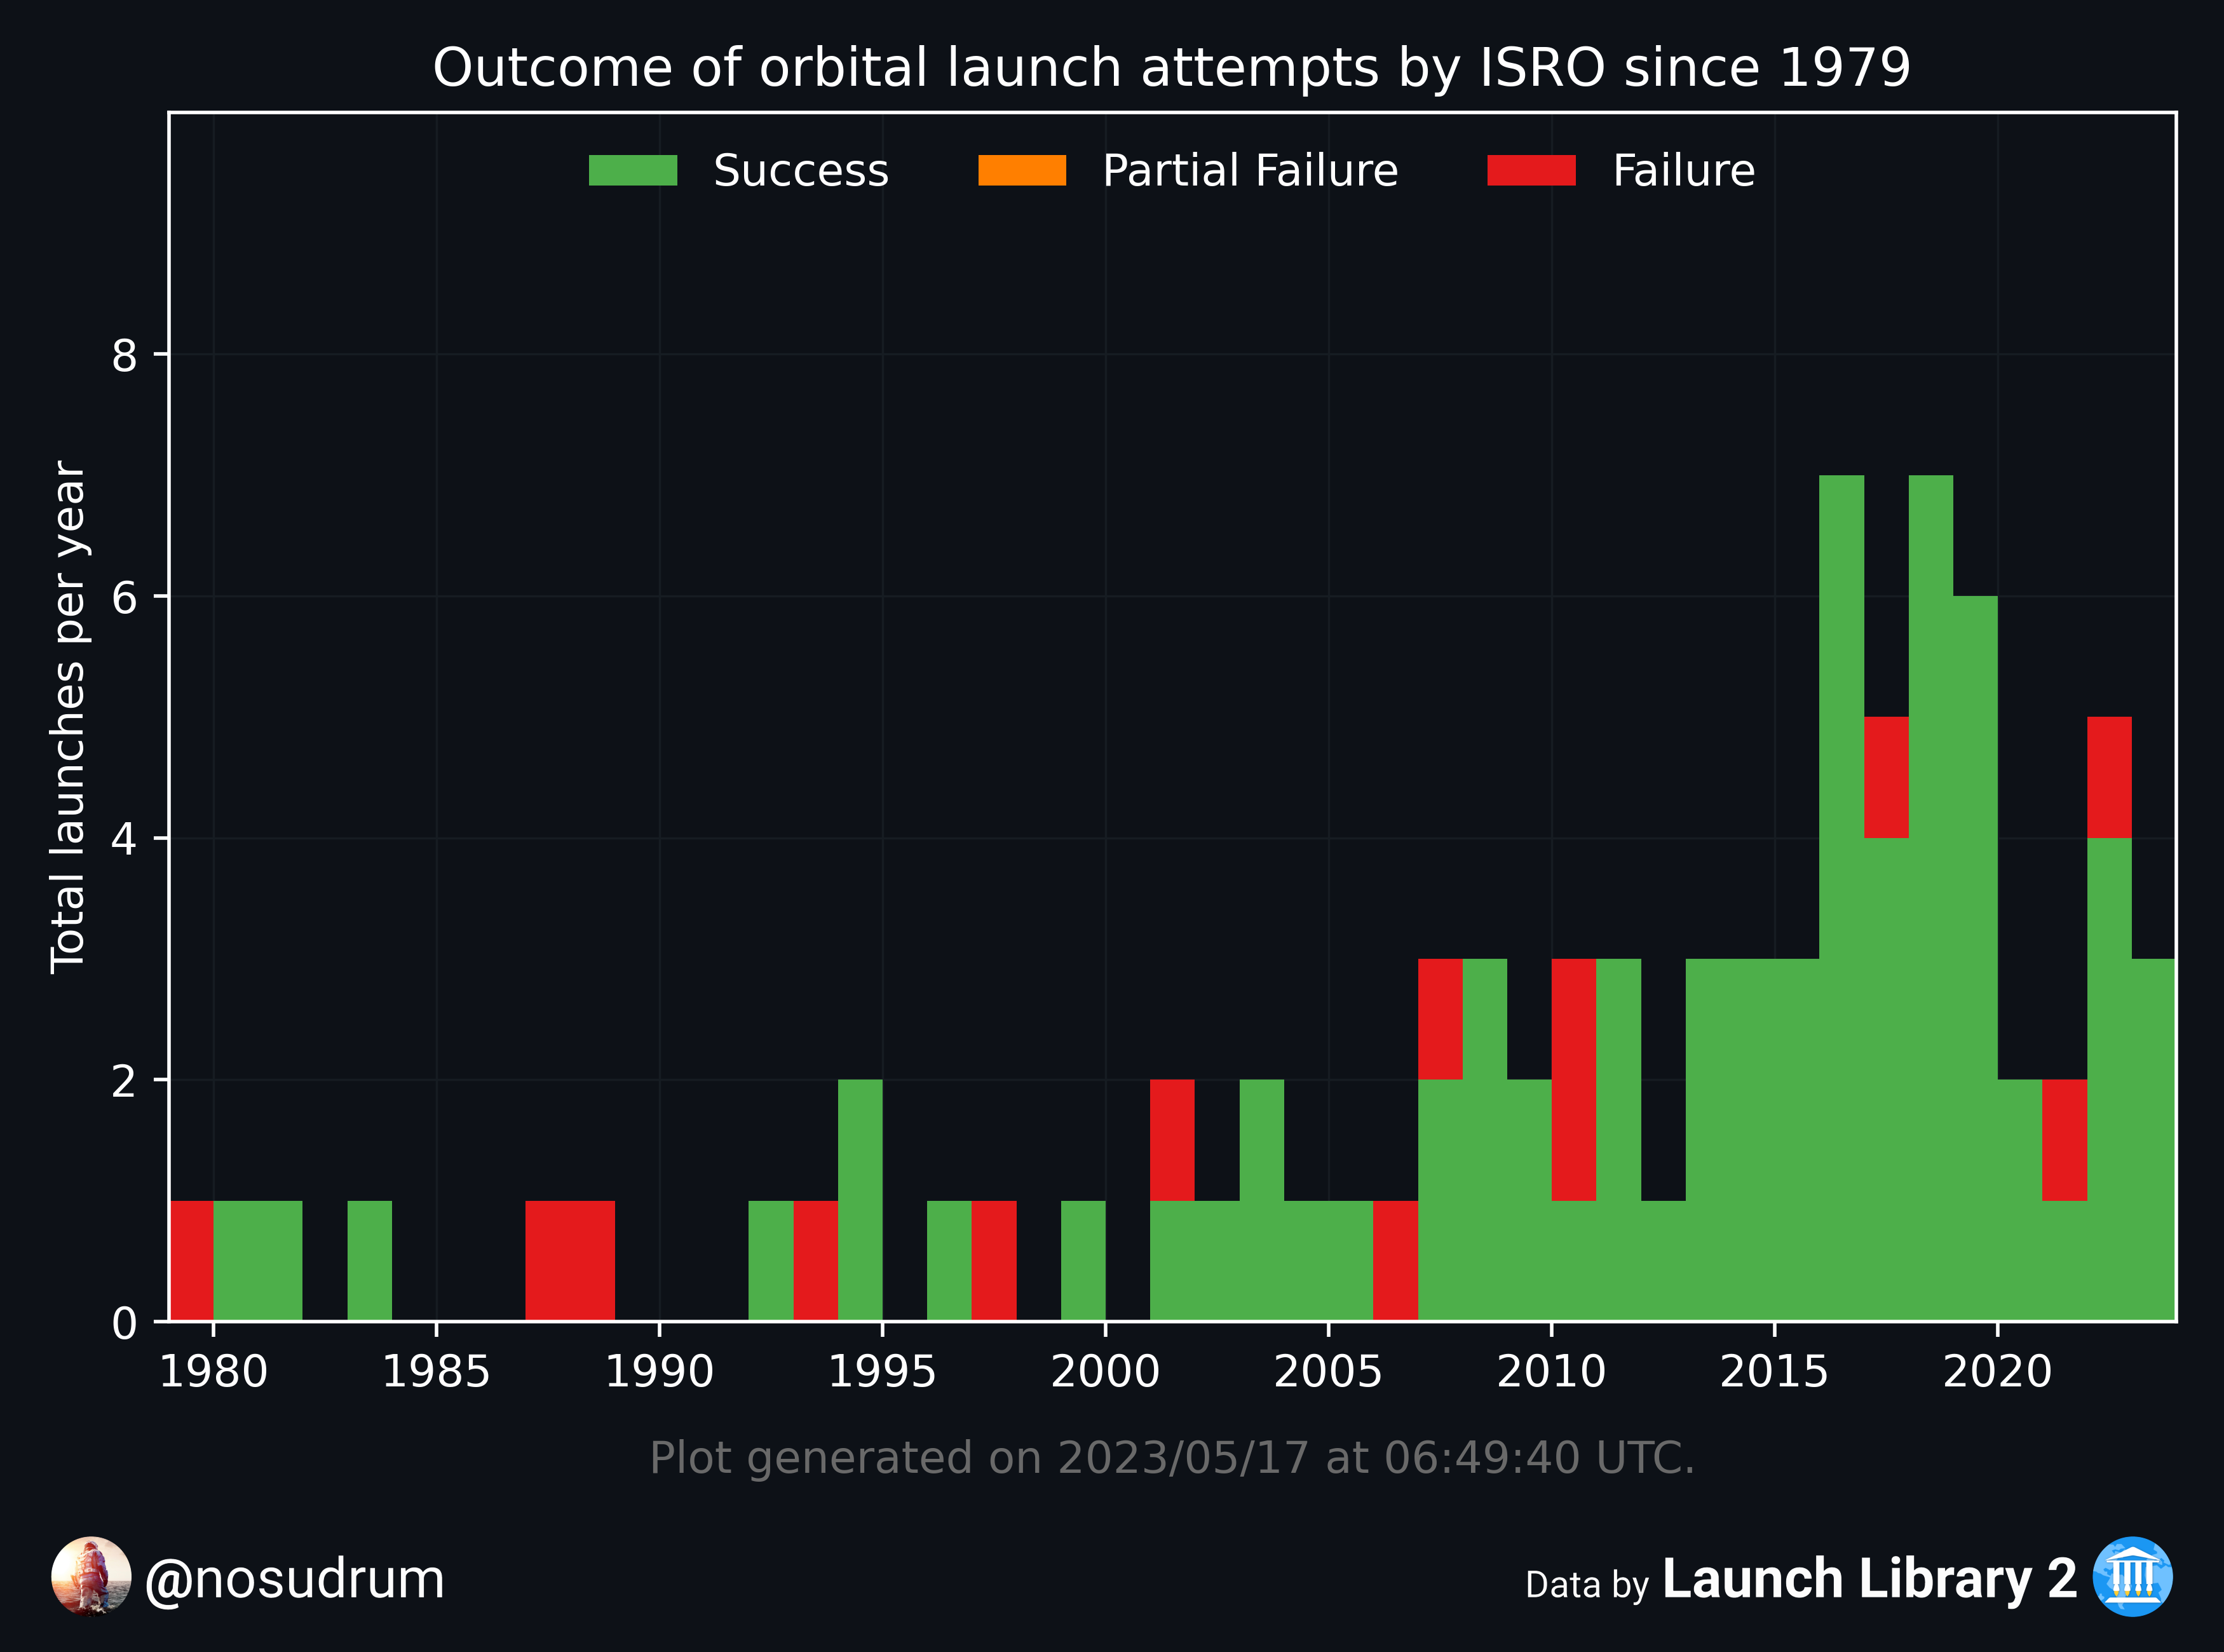 Outcome of orbital launch attempts by ISRO since 1979
Success Partial Failure Failure
Total launches per year
8
6
4
2
0
1980 1985 1990 1995 2000 2005 2010 2015 2020
Plot generated on 2023/05/17 at 06:49:40 UTC.
@nosudrum
Data by Launch Library 2